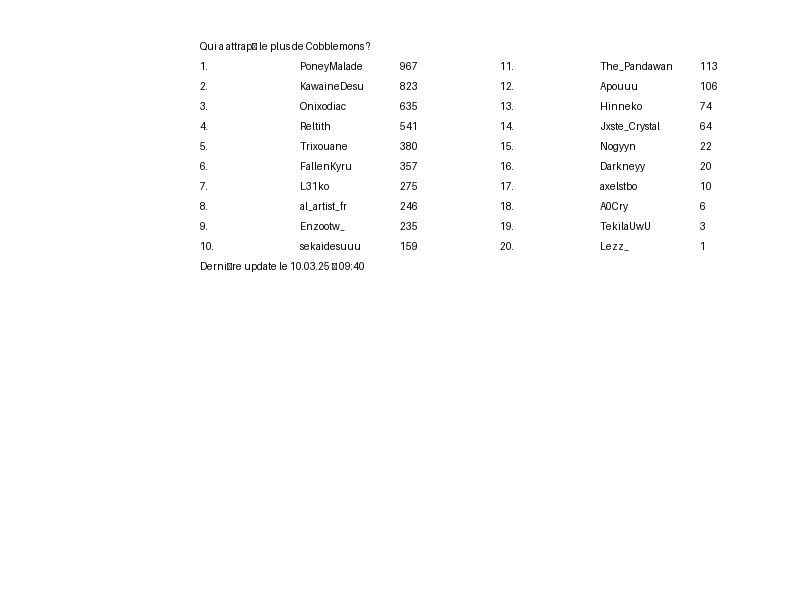 Qui a attrap▯ le plus de Cobblemons ?
1. PoneyMalade 967 11. The_Pandawan 113
2. KawaineDesu 823 12. Apouuu 106
3. Onixodiac 635 13. Hinneko 74
4. Reltith 541 14. Jxste_Crystal 64
5. Trixouane 380 15. Nogyyn 22
6. FallenKyru 357 16. Darkneyy 20
7. L31ko 275 17. axelstbo 10
8. al_artist_fr 246 18. A0Cry 6
9. Enzootw_ 235 19. TekilaUwU 3
10. sekaidesuuu 159 20. Lezz_ 1
Derni▯re update le 10.03.25 ▯ 09:40